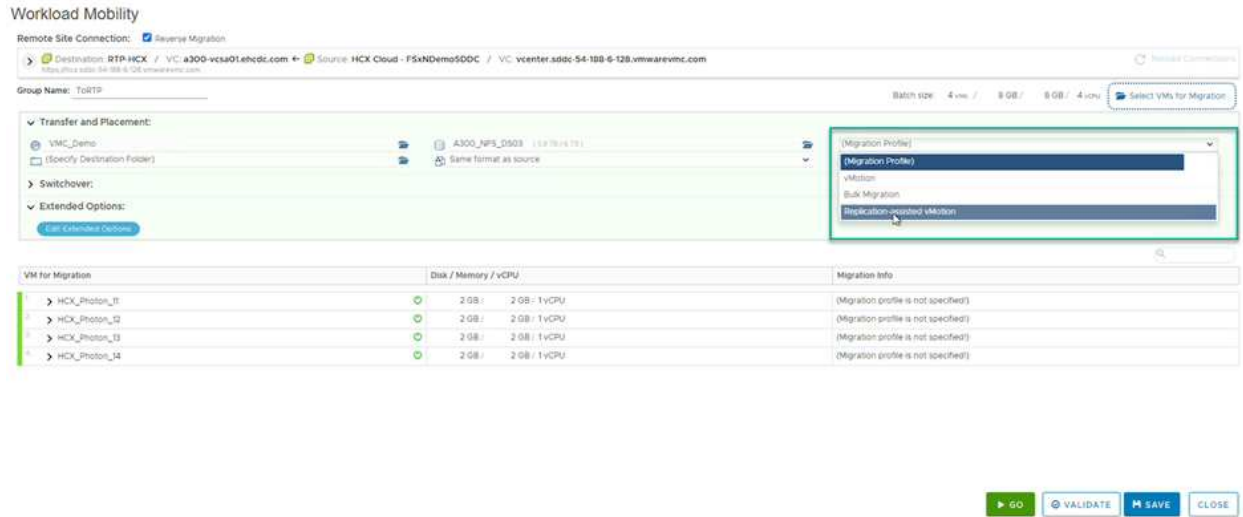 Workload Mobility
Remote Site Connection: Reverse Migration
Destination: RTP-HCX / VC: a300-vcsa01.ehcdc.com ← Source: HCX Cloud - FSxNDemoSDDC / VC: vcenter.sddc-54-188-6-128.vmwarevmc.com
Reload Connections
Group Name: ToRTP
Batch size: 4 VMs / 8 GB / 8 GB / 4 vCPU Select VMs for Migration
Transfer and Placement:
VMC_Demo A300_NFS_DS03 (Migration Profile)
(Specify Destination Folder) Same format as source (Migration Profile)
vMotion
Switchover:
Bulk Migration
Extended Options:
Replication-assisted vMotion
Edit Extended Options
VM for Migration Disk / Memory / vCPU Migration Info
1 HCX_Photon_11 2 GB / 2 GB / 1 vCPU (Migration profile is not specified!)
2 HCX_Photon_12 2 GB / 2 GB / 1 vCPU (Migration profile is not specified!)
3 HCX_Photon_13 2 GB / 2 GB / 1 vCPU (Migration profile is not specified!)
4 HCX_Photon_14 2 GB / 2 GB / 1 vCPU (Migration profile is not specified!)
GO VALIDATE SAVE CLOSE